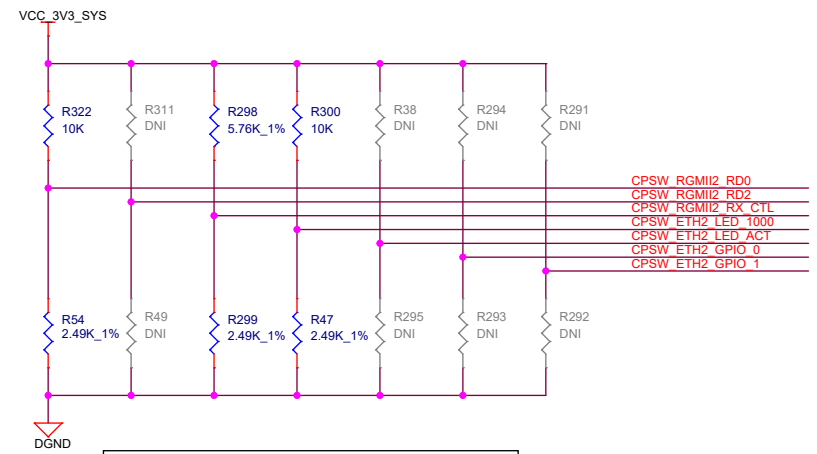 VCC_3V3_SYS
R322
10K
R311
DNI
R298
5.76K_1%
R300
10K
R38
DNI
R294
DNI
R291
DNI
CPSW_RGMII2_RD0
CPSW_RGMII2_RD2
CPSW_RGMII2_RX_CTL
CPSW_ETH2_LED_1000
CPSW_ETH2_LED_ACT
CPSW_ETH2_GPIO_0
CPSW_ETH2_GPIO_1
R54
2.49K_1%
R49
DNI
R299
2.49K_1%
R47
2.49K_1%
R295
DNI
R293
DNI
R292
DNI
DGND